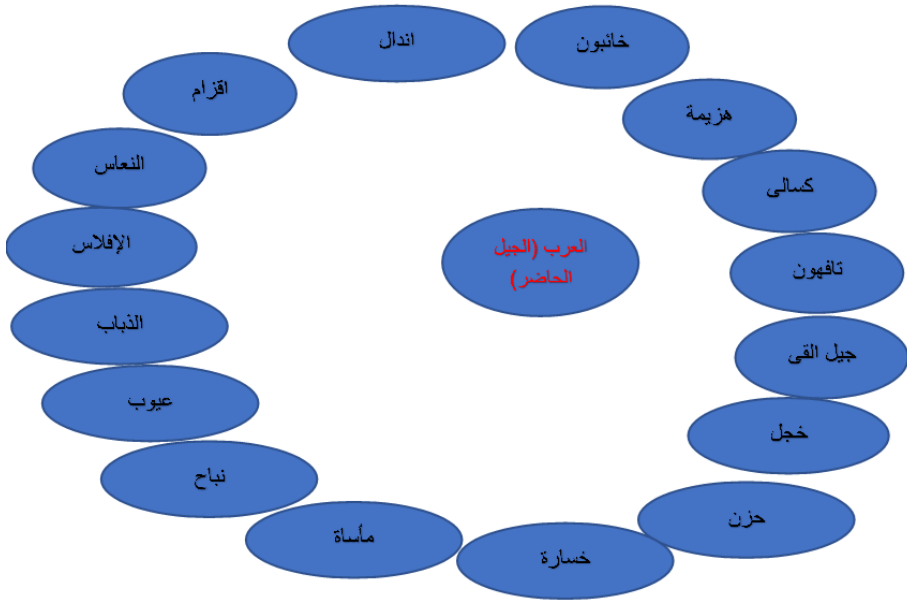 خائبون
اندال
هزيمة
اقزام
كسالى
النعاس
تافهون
الإفلاس
العرب (الجيل
الحاضر)
جيل القى
الذباب
خجل
عيوب
حزن
نباح
خسارة
مأساة